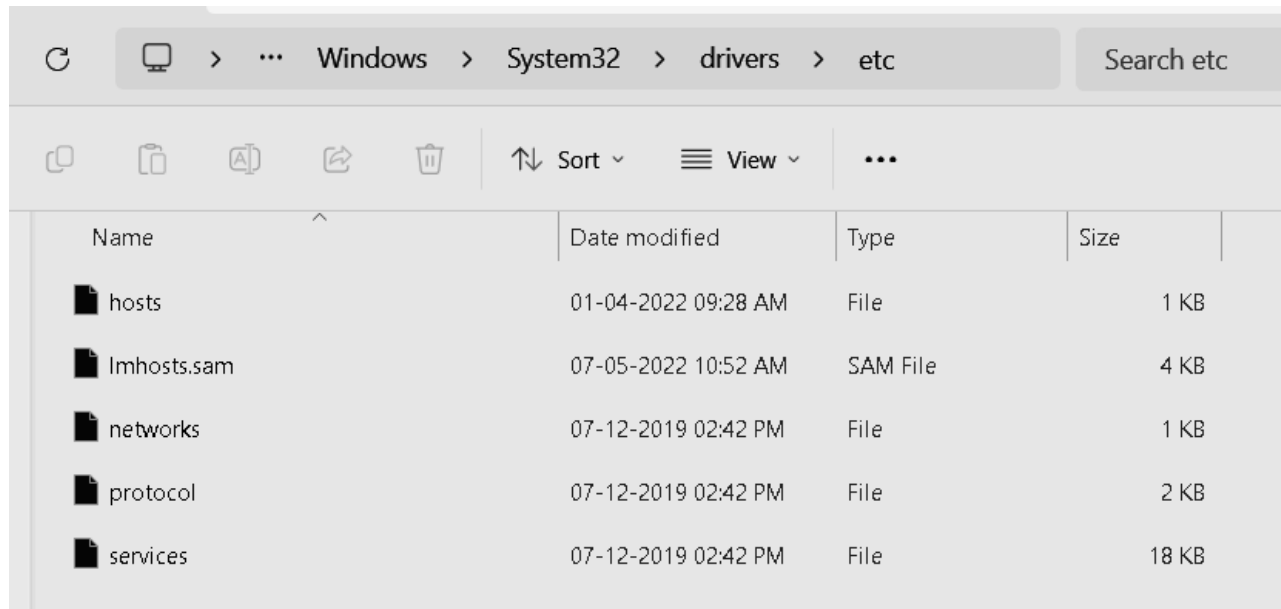 Windows > System32 > drivers > etc Search etc
Sort View
Name Date modified Type Size
hosts 01-04-2022 09:28 AM File 1 KB
lmhosts.sam 07-05-2022 10:52 AM SAM File 4 KB
networks 07-12-2019 02:42 PM File 1 KB
protocol 07-12-2019 02:42 PM File 2 KB
services 07-12-2019 02:42 PM File 18 KB